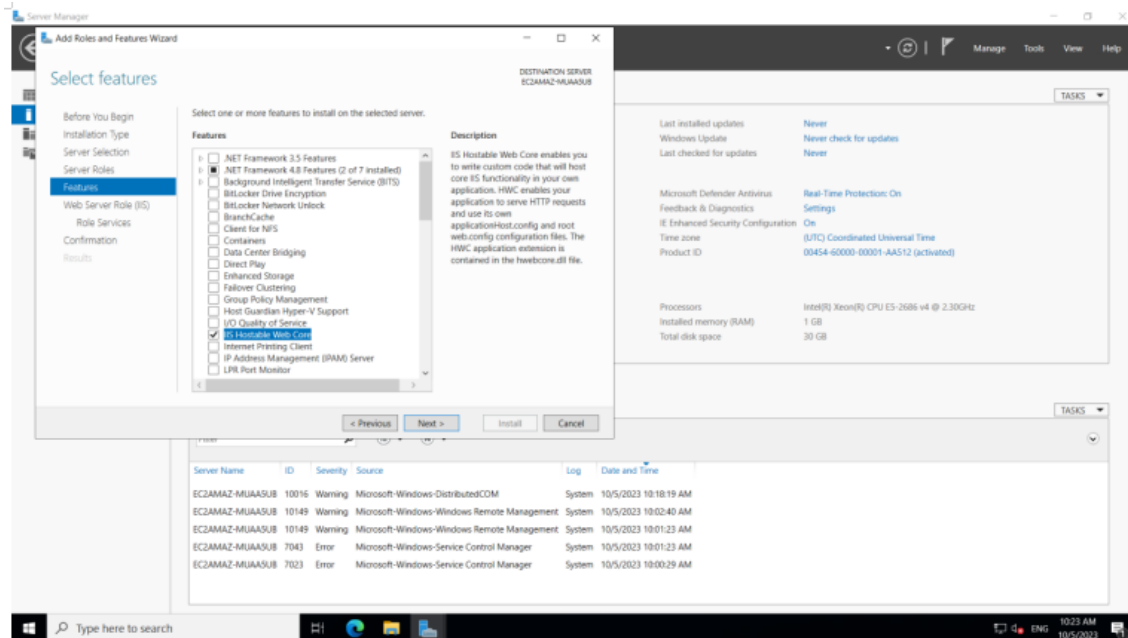 Server Manager
Manage Tools View Help
Add Roles and Features Wizard
Select features
DESTINATION SERVER
EC2AMAZ-MUAA5UB
Before You Begin
Installation Type
Server Selection
Server Roles
Features
Web Server Role (IIS)
Role Services
Confirmation
Results
Select one or more features to install on the selected server.
Features
.NET Framework 3.5 Features
.NET Framework 4.8 Features (2 of 7 installed)
Background Intelligent Transfer Service (BITS)
BitLocker Drive Encryption
BitLocker Network Unlock
BranchCache
Client for NFS
Containers
Data Center Bridging
Direct Play
Enhanced Storage
Failover Clustering
Group Policy Management
Host Guardian Hyper-V Support
I/O Quality of Service
IIS Hostable Web Core
Internet Printing Client
IP Address Management (IPAM) Server
LPR Port Monitor
Description
IIS Hostable Web Core enables you
to write custom code that will host
core IIS functionality in your own
application. HWC enables your
application to serve HTTP requests
and use its own
applicationHost.config and root
web.config configuration files. The
HWC application extension is
contained in the hwebcore.dll file.
< Previous
Next >
Install
Cancel
TASKS
Last installed updates Never
Windows Update Never check for updates
Last checked for updates Never
Microsoft Defender Antivirus Real-Time Protection: On
Feedback & Diagnostics Settings
IE Enhanced Security Configuration On
Time zone (UTC) Coordinated Universal Time
Product ID 00454-60000-00001-AA512 (activated)
Processors Intel(R) Xeon(R) CPU E5-2686 v4 @ 2.30GHz
Installed memory (RAM) 1 GB
Total disk space 30 GB
TASKS
Filter
Server Name ID Severity Source Log Date and Time
EC2AMAZ-MUAA5UB 10016 Warning Microsoft-Windows-DistributedCOM System 10/5/2023 10:18:19 AM
EC2AMAZ-MUAA5UB 10149 Warning Microsoft-Windows-Windows Remote Management System 10/5/2023 10:02:40 AM
EC2AMAZ-MUAA5UB 10149 Warning Microsoft-Windows-Windows Remote Management System 10/5/2023 10:01:23 AM
EC2AMAZ-MUAA5UB 7043 Error Microsoft-Windows-Service Control Manager System 10/5/2023 10:01:23 AM
EC2AMAZ-MUAA5UB 7023 Error Microsoft-Windows-Service Control Manager System 10/5/2023 10:00:29 AM
Type here to search
ENG
10:23 AM
10/5/2023